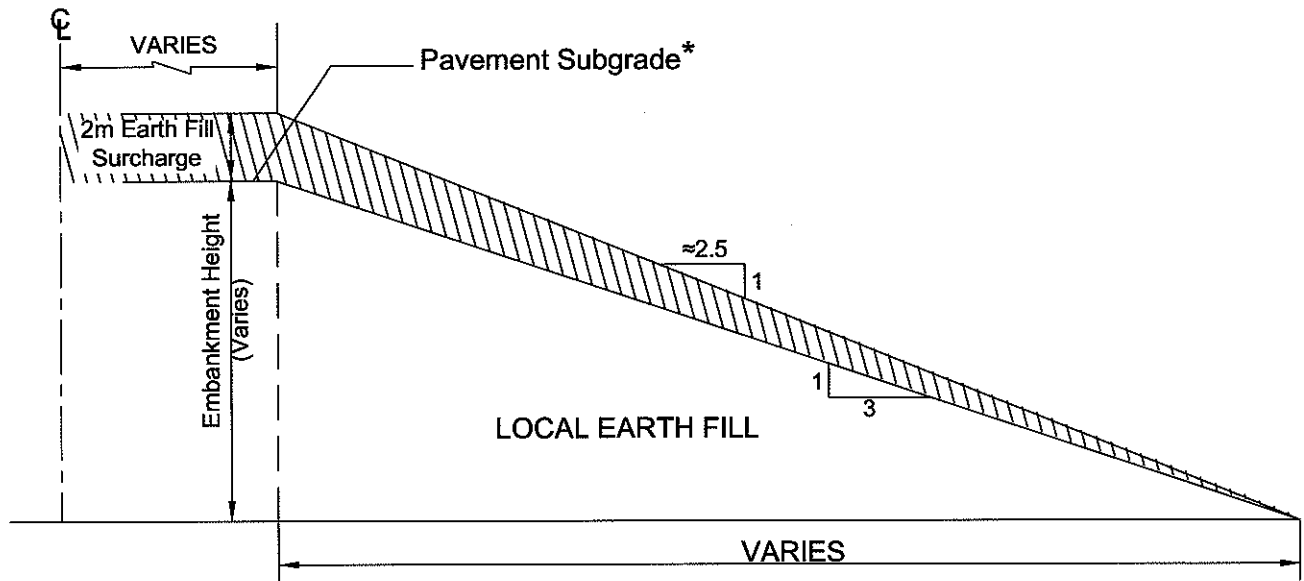 ℄
VARIES
Pavement Subgrade*
2m Earth Fill
Surcharge
Embankment Height
(Varies)
≈2.5
1
1
3
LOCAL EARTH FILL
VARIES